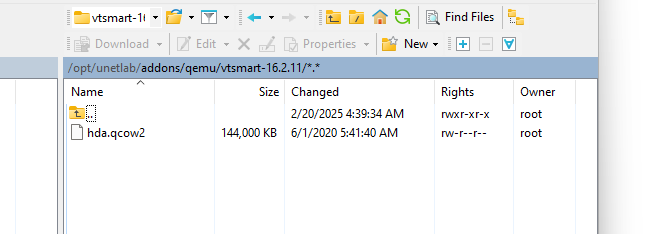 vtsmart-16 Find Files
Download Edit Properties New
/opt/unetlab/addons/qemu/vtsmart-16.2.11/*.*
Name Size Changed Rights Owner
.. 2/20/2025 4:39:34 AM rwxr-xr-x root
hda.qcow2 144,000 KB 6/1/2020 5:41:40 AM rw-r--r-- root